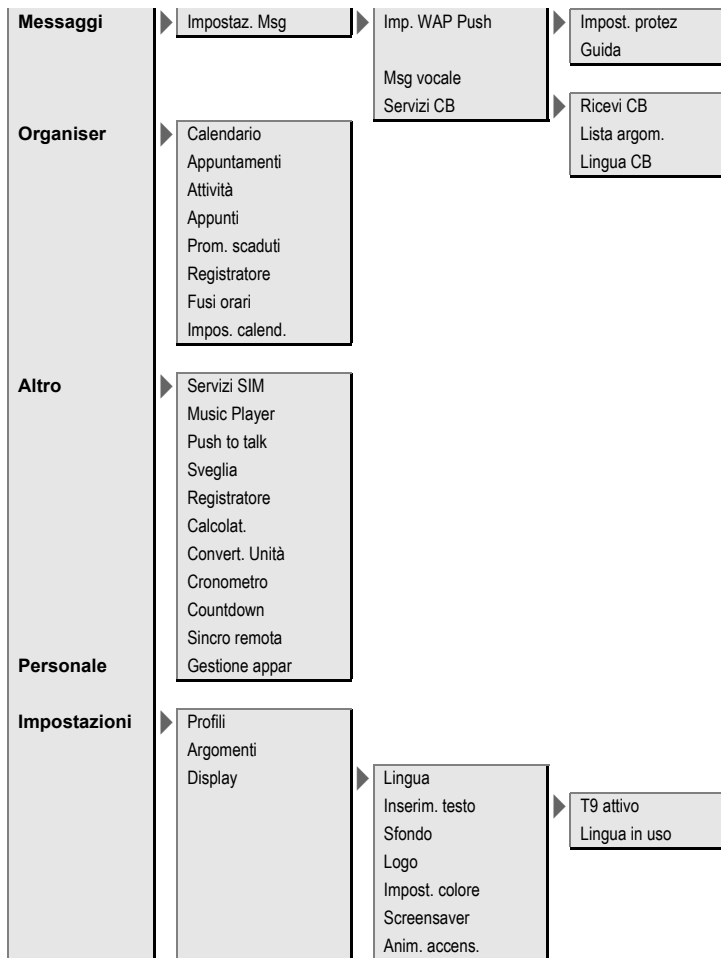 Messaggi
Impostaz. Msg
Imp. WAP Push
Impost. protez
Guida
Msg vocale
Servizi CB
Ricevi CB
Lista argom.
Lingua CB
Organiser
Calendario
Appuntamenti
Attività
Appunti
Prom. scaduti
Registratore
Fusi orari
Impos. calend.
Altro
Servizi SIM
Music Player
Push to talk
Sveglia
Registratore
Calcolat.
Convert. Unità
Cronometro
Countdown
Sincro remota
Gestione appar
Personale
Impostazioni
Profili
Argomenti
Display
Lingua
Inserim. testo
T9 attivo
Lingua in uso
Sfondo
Logo
Impost. colore
Screensaver
Anim. accens.